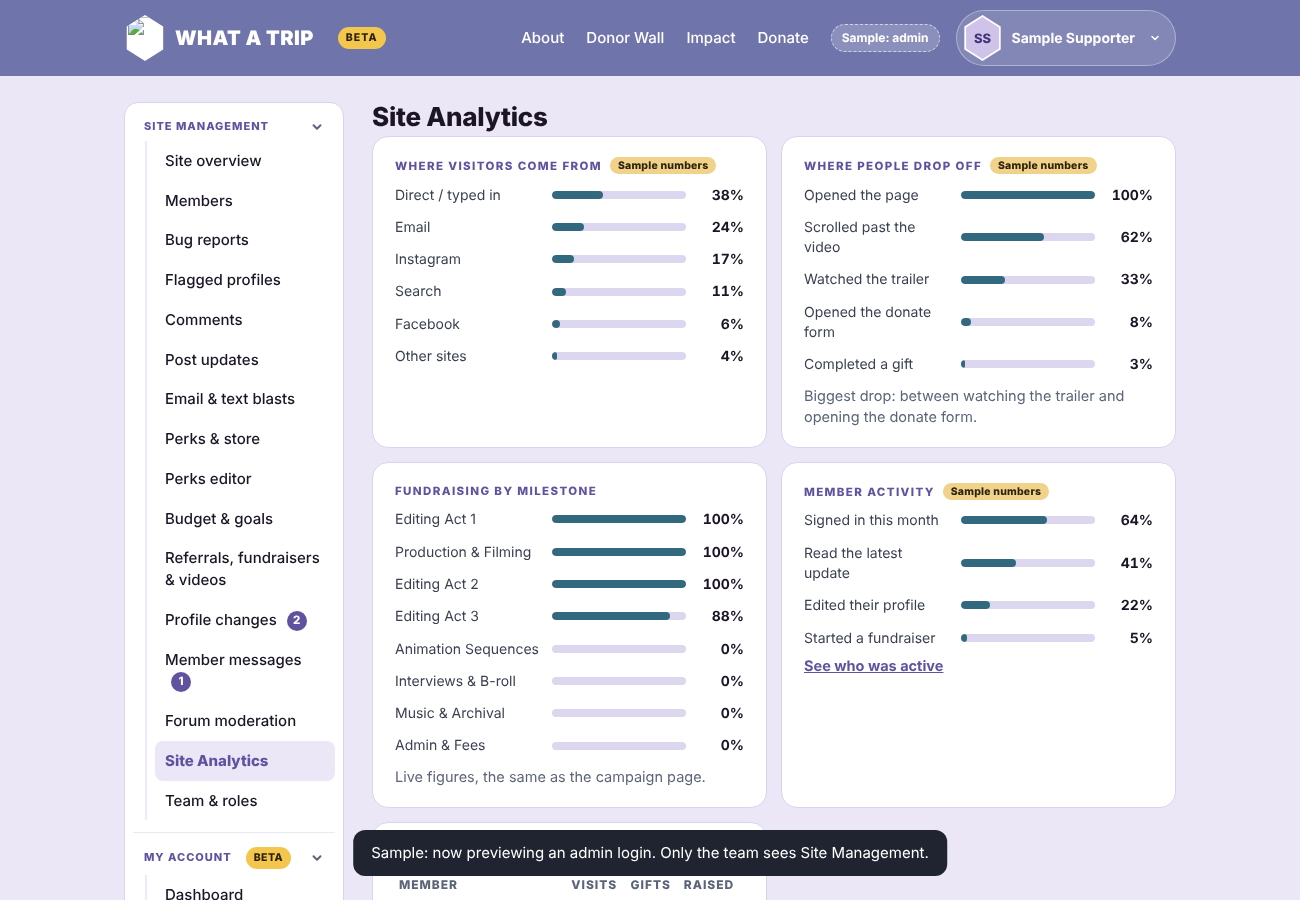 WHAT A TRIP
BETA
About
Donor Wall
Impact
Donate
Sample: admin
SS
Sample Supporter
SITE MANAGEMENT
Site overview
Members
Bug reports
Flagged profiles
Comments
Post updates
Email & text blasts
Perks & store
Perks editor
Budget & goals
Referrals, fundraisers
& videos
Profile changes 2
Member messages
1
Forum moderation
Site Analytics
Team & roles
MY ACCOUNT BETA
Dashboard
Site Analytics
WHERE VISITORS COME FROM Sample numbers
Direct / typed in 38%
Email 24%
Instagram 17%
Search 11%
Facebook 6%
Other sites 4%
WHERE PEOPLE DROP OFF Sample numbers
Opened the page 100%
Scrolled past the
video 62%
Watched the trailer 33%
Opened the donate
form 8%
Completed a gift 3%
Biggest drop: between watching the trailer and
opening the donate form.
FUNDRAISING BY MILESTONE
Editing Act 1 100%
Production & Filming 100%
Editing Act 2 100%
Editing Act 3 88%
Animation Sequences 0%
Interviews & B-roll 0%
Music & Archival 0%
Admin & Fees 0%
Live figures, the same as the campaign page.
MEMBER ACTIVITY Sample numbers
Signed in this month 64%
Read the latest
update 41%
Edited their profile 22%
Started a fundraiser 5%
See who was active
Sample: now previewing an admin login. Only the team sees Site Management.
MEMBER VISITS GIFTS RAISED